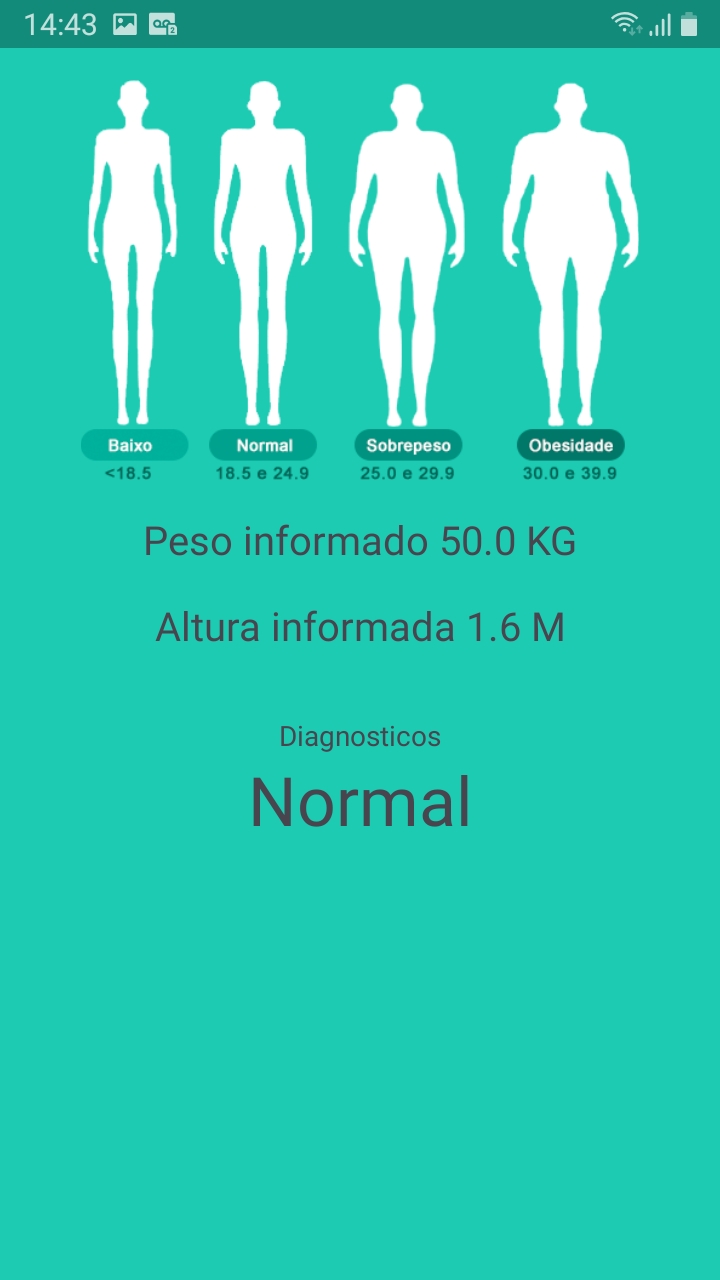 14:43
Baixo Normal Sobrepeso Obesidade
<18.5 18.5 e 24.9 25.0 e 29.9 30.0 e 39.9
Peso informado 50.0 KG
Altura informada 1.6 M
Diagnosticos
Normal